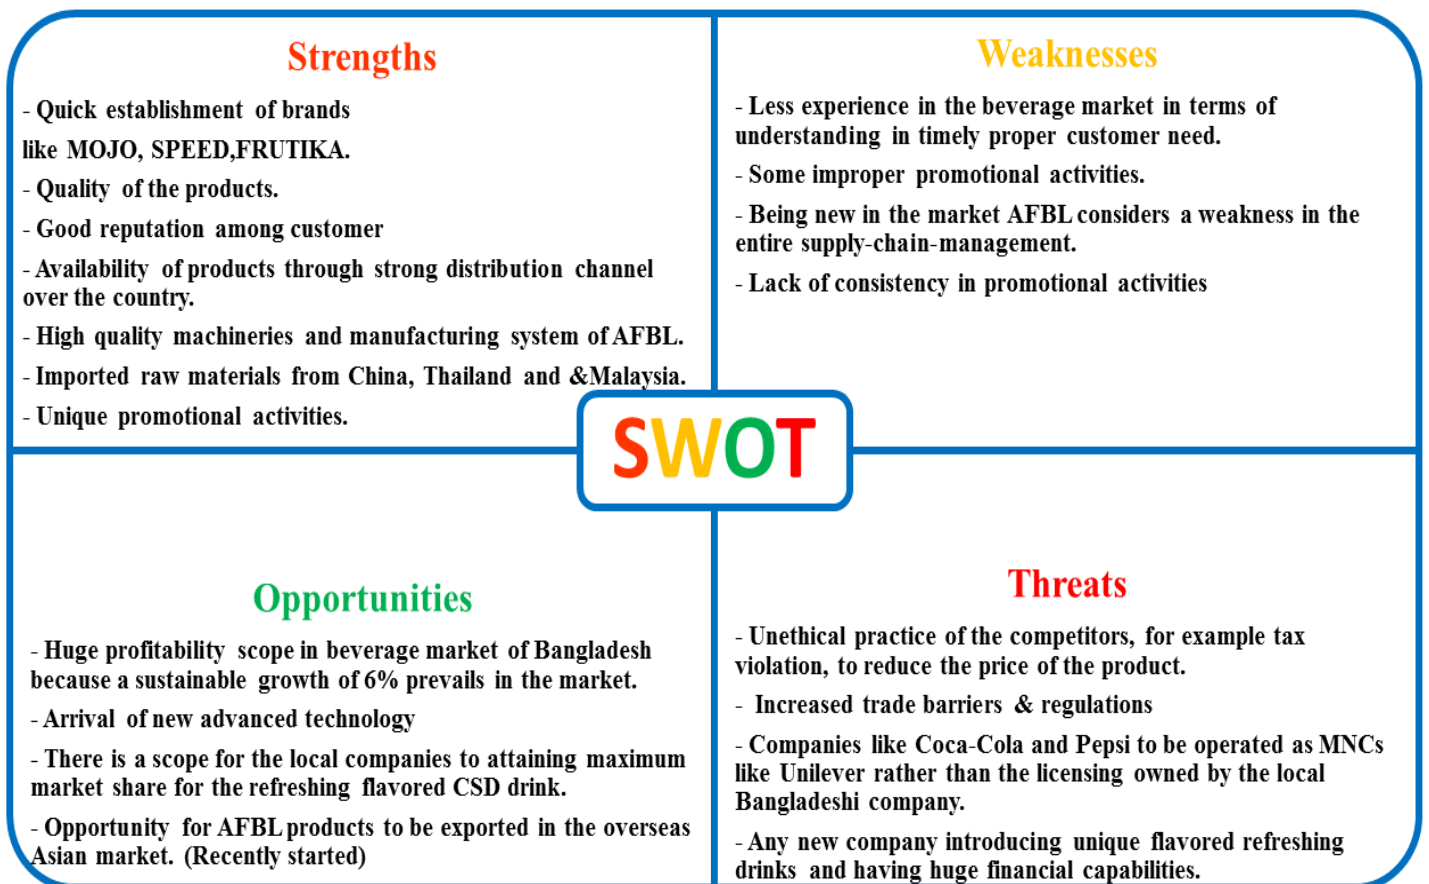 Strengths
- Quick establishment of brands
like MOJO, SPEED,FRUTIKA.
- Quality of the products.
- Good reputation among customer
- Availability of products through strong distribution channel
over the country.
- High quality machineries and manufacturing system of AFBL.
- Imported raw materials from China, Thailand and &Malaysia.
- Unique promotional activities.
Weaknesses
- Less experience in the beverage market in terms of
understanding in timely proper customer need.
- Some improper promotional activities.
- Being new in the market AFBL considers a weakness in the
entire supply-chain-management.
- Lack of consistency in promotional activities
SWOT
Opportunities
- Huge profitability scope in beverage market of Bangladesh
because a sustainable growth of 6% prevails in the market.
- Arrival of new advanced technology
- There is a scope for the local companies to attaining maximum
market share for the refreshing flavored CSD drink.
- Opportunity for AFBL products to be exported in the overseas
Asian market. (Recently started)
Threats
- Unethical practice of the competitors, for example tax
violation, to reduce the price of the product.
- Increased trade barriers & regulations
- Companies like Coca-Cola and Pepsi to be operated as MNCs
like Unilever rather than the licensing owned by the local
Bangladeshi company.
- Any new company introducing unique flavored refreshing
drinks and having huge financial capabilities.